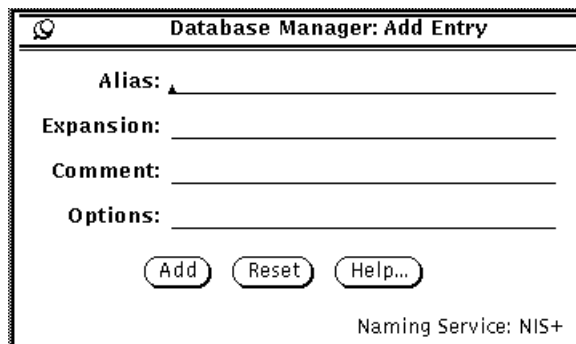 Database Manager: Add Entry
Alias:
Expansion:
Comment:
Options:
Add Reset Help...
Naming Service: NIS+